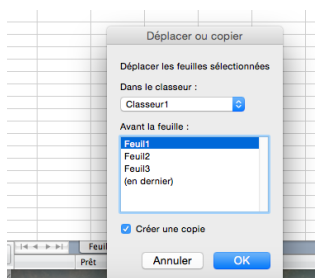 Déplacer ou copier
Déplacer les feuilles sélectionnées
Dans le classeur :
Classeur1
Avant la feuille :
Feuil1
Feuil2
Feuil3
(en dernier)
Créer une copie
Annuler OK
Feuil
Prêt